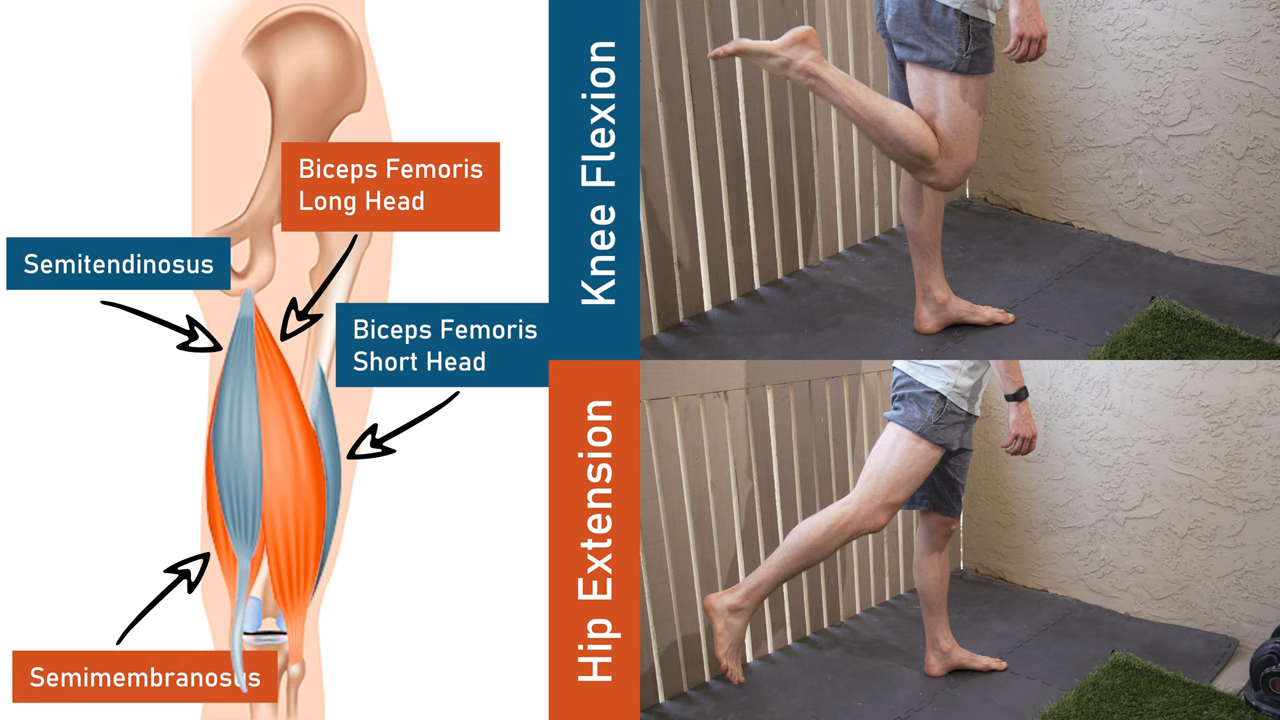 Biceps Femoris
Long Head
Semitendinosus
Biceps Femoris
Short Head
Semimembranosus
Knee Flexion
Hip Extension